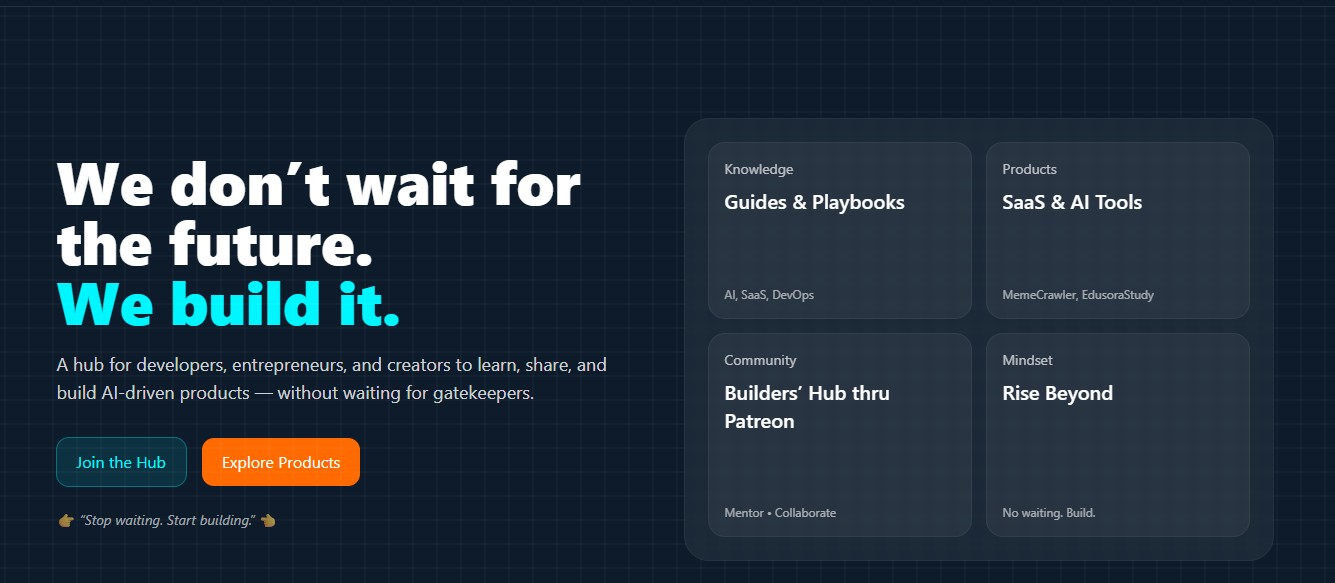 We don’t wait for
the future.
We build it.
A hub for developers, entrepreneurs, and creators to learn, share, and
build AI-driven products — without waiting for gatekeepers.
Join the Hub
Explore Products
“Stop waiting. Start building.”
Knowledge
Guides & Playbooks
AI, SaaS, DevOps
Products
SaaS & AI Tools
MemeCrawler, EdusoraStudy
Community
Builders’ Hub thru
Patreon
Mentor • Collaborate
Mindset
Rise Beyond
No waiting. Build.